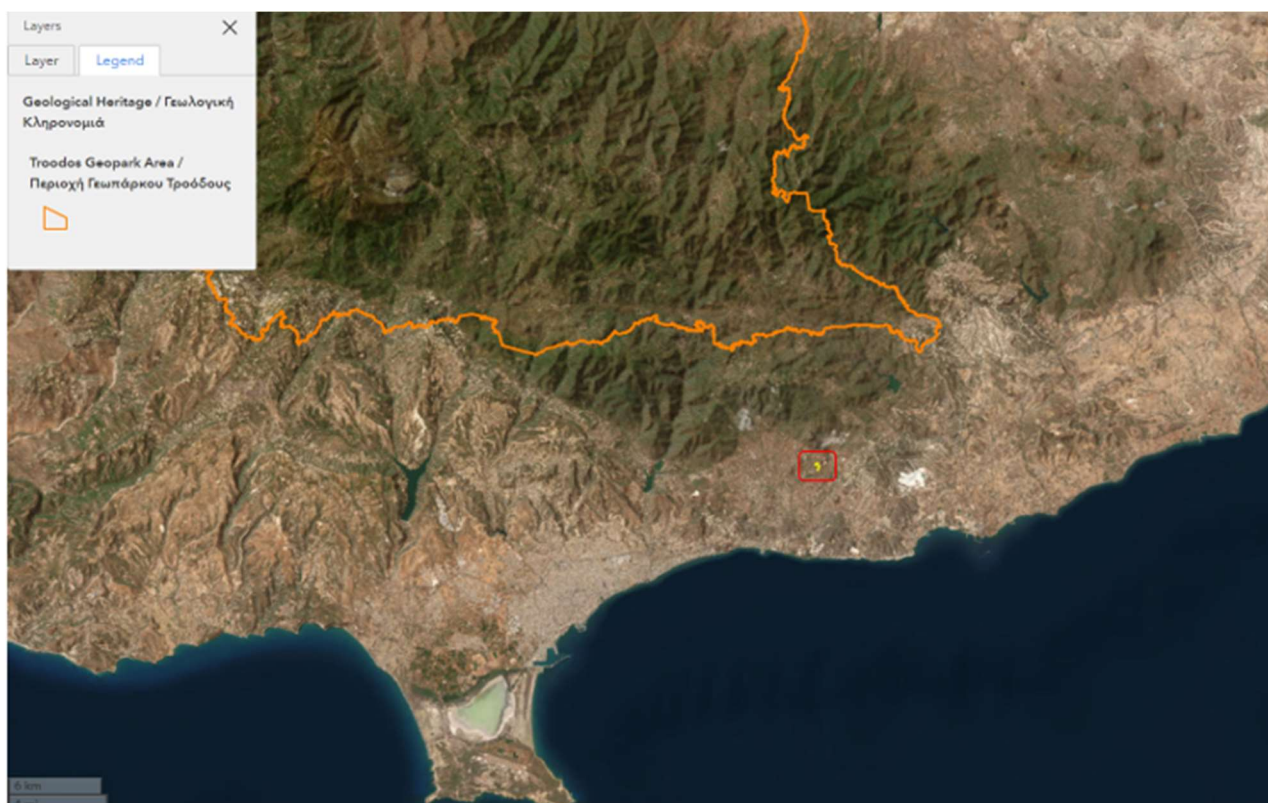 Layers
Layer
Legend
Geological Heritage / Γεωλογική
Κληρονομιά
Troodos Geopark Area /
Περιοχή Γεωπάρκου Τροόδους
6 km